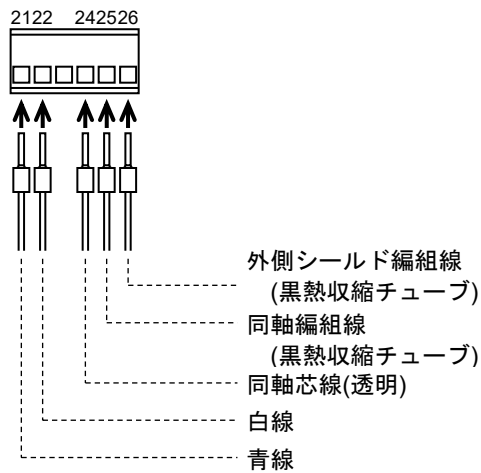 2122 242526
外側シールド編組線
(黒熱収縮チューブ)
同軸編組線
(黒熱収縮チューブ)
同軸芯線(透明)
白線
青線